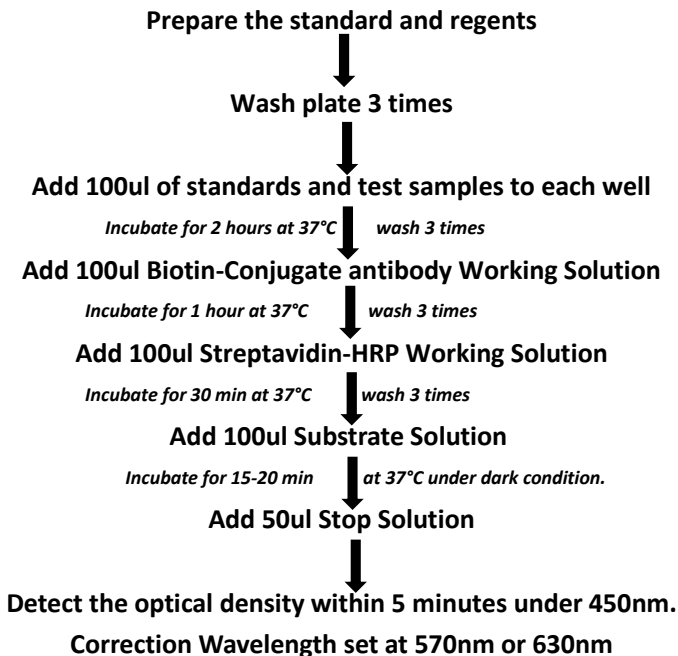 Prepare the standard and regents
Wash plate 3 times
Add 100ul of standards and test samples to each well
Incubate for 2 hours at 37°C wash 3 times
Add 100ul Biotin-Conjugate antibody Working Solution
Incubate for 1 hour at 37°C wash 3 times
Add 100ul Streptavidin-HRP Working Solution
Incubate for 30 min at 37°C wash 3 times
Add 100ul Substrate Solution
Incubate for 15-20 min at 37°C under dark condition.
Add 50ul Stop Solution
Detect the optical density within 5 minutes under 450nm.
Correction Wavelength set at 570nm or 630nm